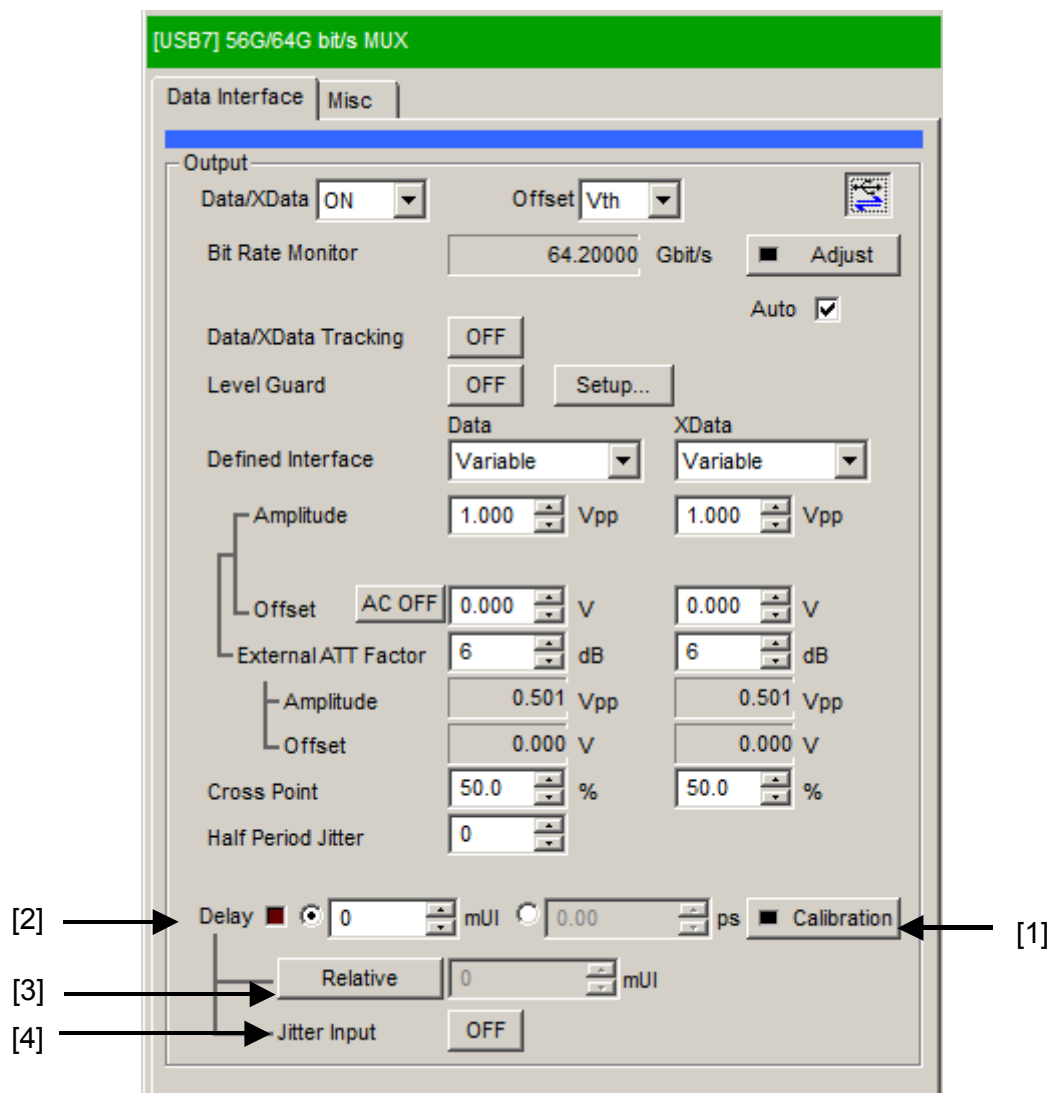 [USB7] 56G/64G bit/s MUX
Data Interface Misc
Output
Data/XData ON Offset Vth
Bit Rate Monitor 64.20000 Gbit/s Adjust
Auto
Data/XData Tracking OFF
Level Guard OFF Setup...
Data XData
Defined Interface Variable Variable
Amplitude 1.000 Vpp 1.000 Vpp
Offset AC OFF 0.000 V 0.000 V
External ATT Factor 6 dB 6 dB
Amplitude 0.501 Vpp 0.501 Vpp
Offset 0.000 V 0.000 V
Cross Point 50.0 % 50.0 %
Half Period Jitter 0
[2] Delay 0 mUI 0.00 ps Calibration [1]
[3] Relative 0 mUI
[4] Jitter Input OFF